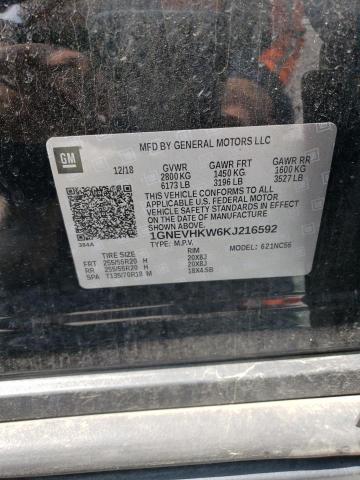 MFD BY GENERAL MOTORS LLC
GM
12/18 GVWR GAWR FRT GAWR RR
2800 KG 1450 KG 1600 KG
6173 LB 3196 LB 3527 LB
THIS VEHICLE CONFORMS TO ALL
APPLICABLE U.S. FEDERAL MOTOR
VEHICLE SAFETY AND THEFT
PREVENTION STANDARDS IN EFFECT
ON THE DATE OF MANUFACTURE
SHOWN ABOVE.
384A
1GNEVHKW6KJ216592
TYPE: M.P.V. MODEL: 621NC56
TIRE SIZE RIM
FRT 255/55R20 H 20X8J
RR 255/55R20 H 20X8J
SPA T135/70R18 M 18X4.5B